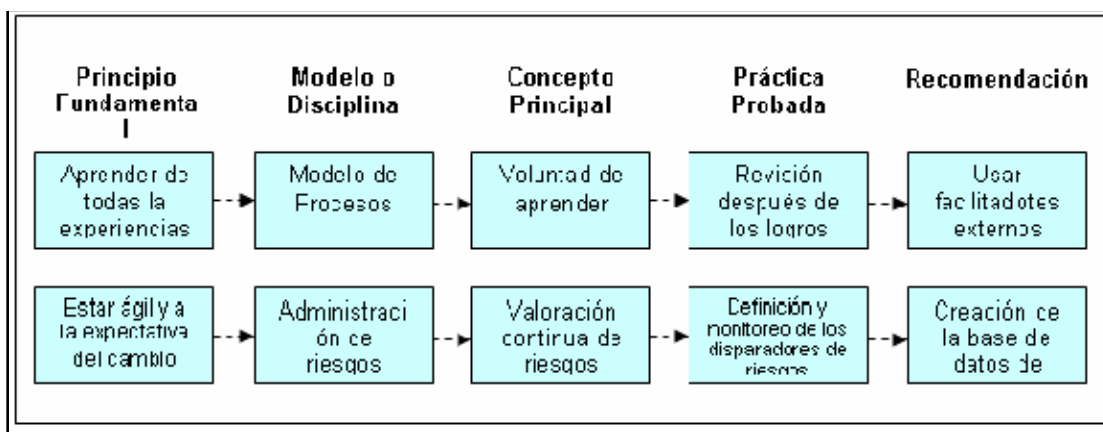 Principio
Fundamenta
l
Modelo o
Disciplina
Concepto
Principal
Práctica
Probada
Recomendación
Aprender de
todas la
experiencias
Modelo de
Procesos
Voluntad de
aprender
Revisión
después de
los logros
Usar
facilitadotes
externos
Estar ágil y a
la expectativa
del cambio
Administraci
ón de
riesgos
Valoración
continua de
riesgos
Definición y
monitoreo de los
disparadores de
riesgos
Creación de
la base de
datos de